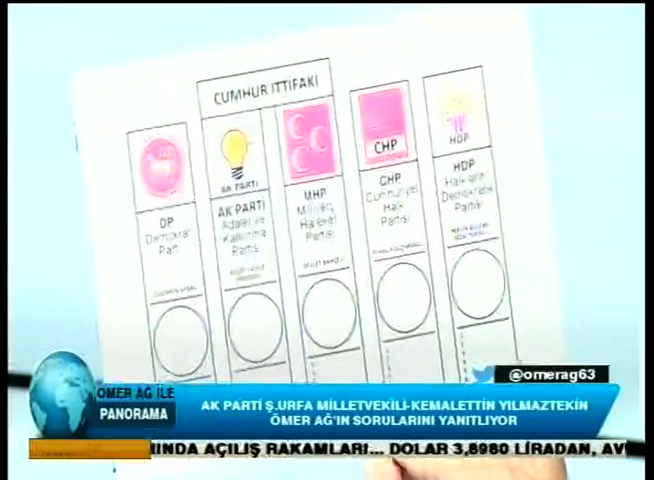 CUMHUR İTTİFAKI
AK PARTİ
CHP
HDP
DP
Demokrat
Parti
AK PARTİ
Adalet ve
Kalkınma
Partisi
MHP
Milliyetçi
Hareket
Partisi
DEVLET BAHÇELİ
CHP
Cumhuriyet
Halk
Partisi
HDP
Halkların
Demokratik
Partisi
@omerag63
ÖMER AĞ İLE
PANORAMA
AK PARTİ Ş.URFA MİLLETVEKİLİ-KEMALETTİN YILMAZTEKİN
ÖMER AĞ'IN SORULARINI YANITLIYOR
INDA AÇILIŞ RAKAMLARI... DOLAR 3,8980 LİRADAN, AV